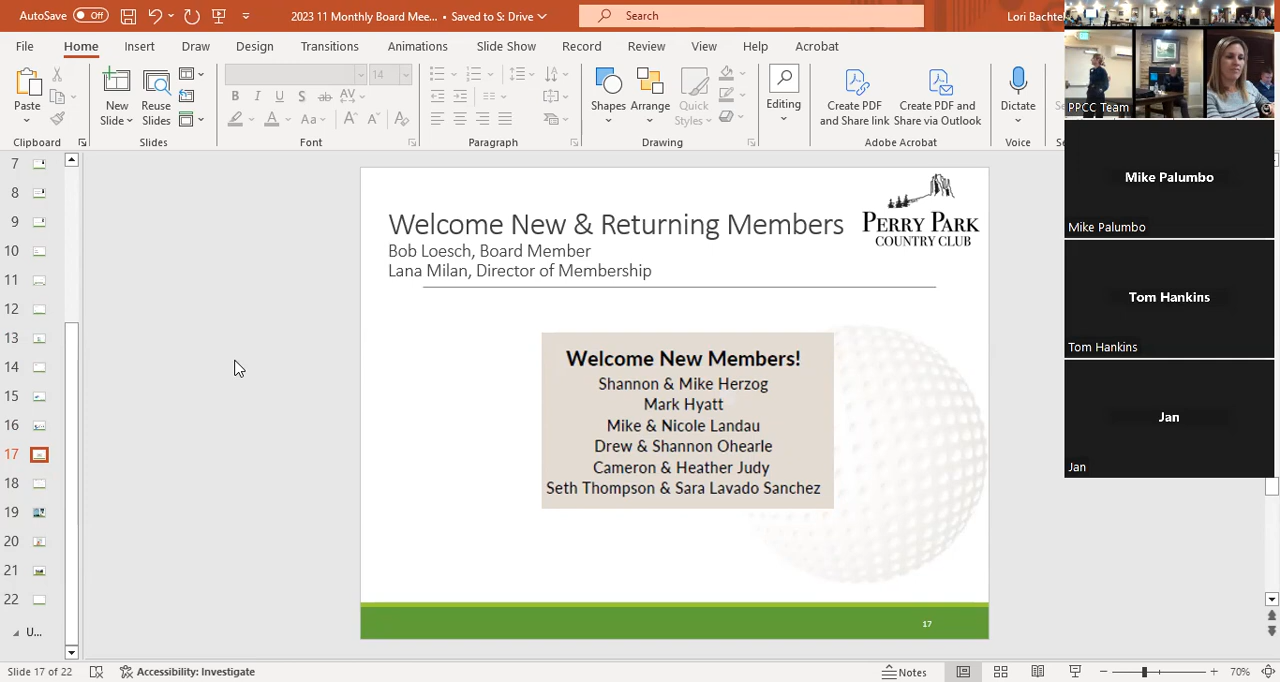 AutoSave Off 2023 11 Monthly Board Mee... • Saved to S: Drive Search Lori Bachtel
File Home Insert Draw Design Transitions Animations Slide Show Record Review View Help Acrobat
Paste New Slide Reuse Slides 14 Shapes Arrange Quick Styles Editing Create PDF and Share link Create PDF and Share via Outlook Dictate
Clipboard Slides Font Paragraph Drawing Adobe Acrobat Voice
7
8
9
10
11
12
13
14
15
16
17
18
19
20
21
22
U...
Welcome New & Returning Members
Bob Loesch, Board Member
Lana Milan, Director of Membership
PERRY PARK
COUNTRY CLUB
Welcome New Members!
Shannon & Mike Herzog
Mark Hyatt
Mike & Nicole Landau
Drew & Shannon Ohearle
Cameron & Heather Judy
Seth Thompson & Sara Lavado Sanchez
17
PPCC Team
Mike Palumbo
Mike Palumbo
Tom Hankins
Tom Hankins
Jan
Jan
Slide 17 of 22 Accessibility: Investigate Notes 70%